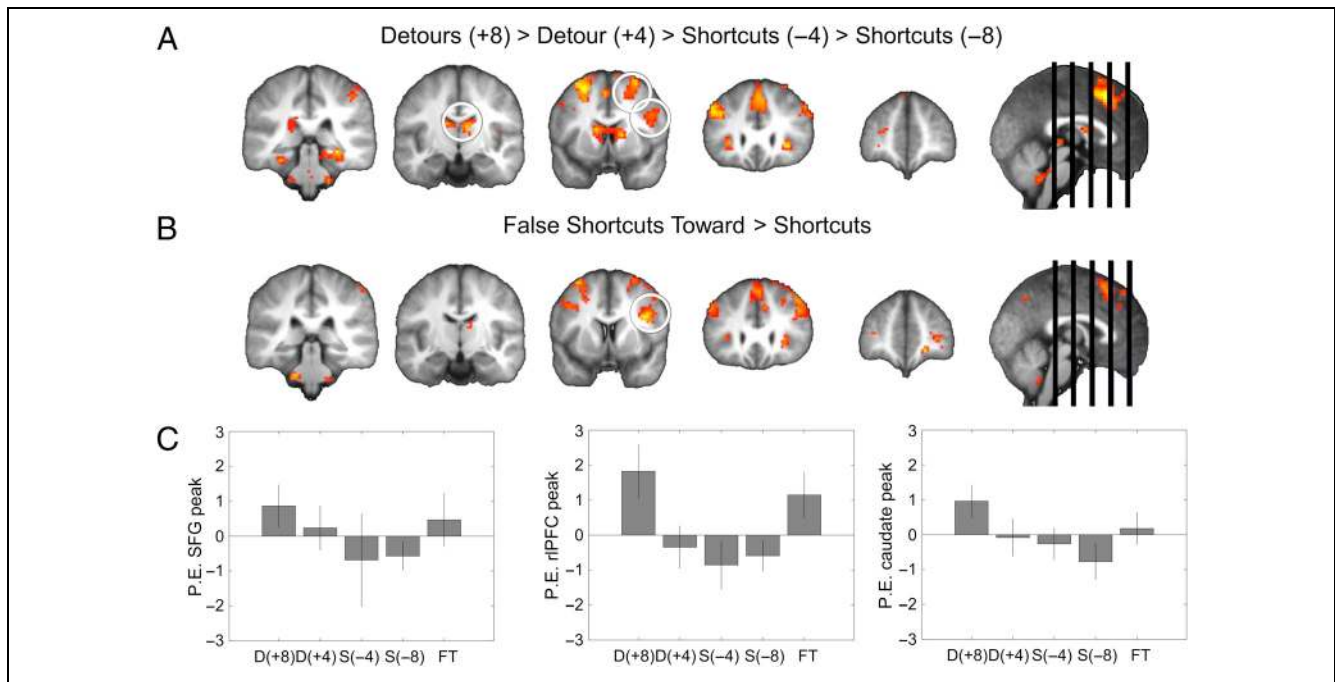 A
Detours (+8) > Detour (+4) > Shortcuts (–4) > Shortcuts (–8)
B
False Shortcuts Toward > Shortcuts
C
P.E. SFG peak
3
2
1
0
−1
−2
−3
D(+8) D(+4) S(−4) S(−8) FT
P.E. rlPFC peak
3
2
1
0
−1
−2
−3
D(+8) D(+4) S(−4) S(−8) FT
P.E. caudate peak
3
2
1
0
−1
−2
−3
D(+8) D(+4) S(−4) S(−8) FT